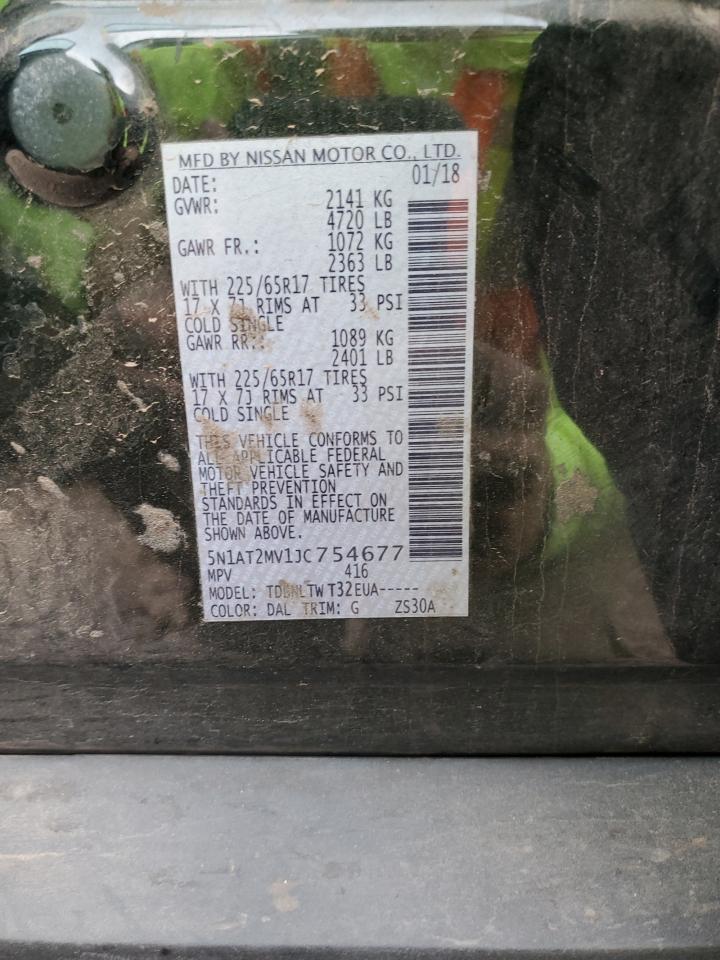 MFD BY NISSAN MOTOR CO., LTD.
DATE: 01/18
GVWR: 2141 KG
4720 LB
GAWR FR.: 1072 KG
2363 LB
WITH 225/65R17 TIRES
17 X 7J RIMS AT 33 PSI
COLD SINGLE
GAWR RR.: 1089 KG
2401 LB
WITH 225/65R17 TIRES
17 X 7J RIMS AT 33 PSI
COLD SINGLE
THIS VEHICLE CONFORMS TO
ALL APPLICABLE FEDERAL
MOTOR VEHICLE SAFETY AND
THEFT PREVENTION
STANDARDS IN EFFECT ON
THE DATE OF MANUFACTURE
SHOWN ABOVE.
5N1AT2MV1JC754677
MPV 416
MODEL: T32EUA-----
COLOR: DAL TRIM: G ZS30A